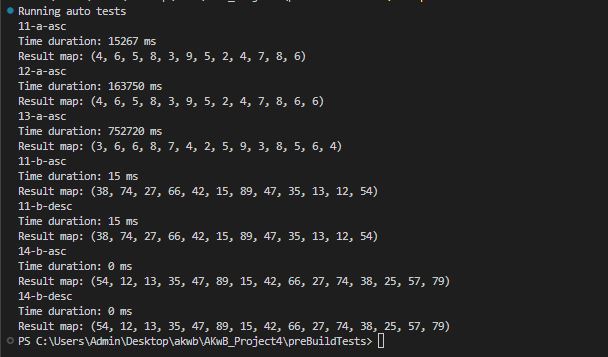 Running auto tests
11-a-asc
Time duration: 15267 ms
Result map: (4, 6, 5, 8, 3, 9, 5, 2, 4, 7, 8, 6)
12-a-asc
Time duration: 163750 ms
Result map: (4, 6, 5, 8, 3, 9, 5, 2, 4, 7, 8, 6, 6)
13-a-asc
Time duration: 752720 ms
Result map: (3, 6, 6, 8, 7, 4, 2, 5, 9, 3, 8, 5, 6, 4)
11-b-asc
Time duration: 15 ms
Result map: (38, 74, 27, 66, 42, 15, 89, 47, 35, 13, 12, 54)
11-b-desc
Time duration: 15 ms
Result map: (38, 74, 27, 66, 42, 15, 89, 47, 35, 13, 12, 54)
14-b-asc
Time duration: 0 ms
Result map: (54, 12, 13, 35, 47, 89, 15, 42, 66, 27, 74, 38, 25, 57, 79)
14-b-desc
Time duration: 0 ms
Result map: (54, 12, 13, 35, 47, 89, 15, 42, 66, 27, 74, 38, 25, 57, 79)
PS C:\Users\Admin\Desktop\akwb\AKwB_Project4\preBuildTests>